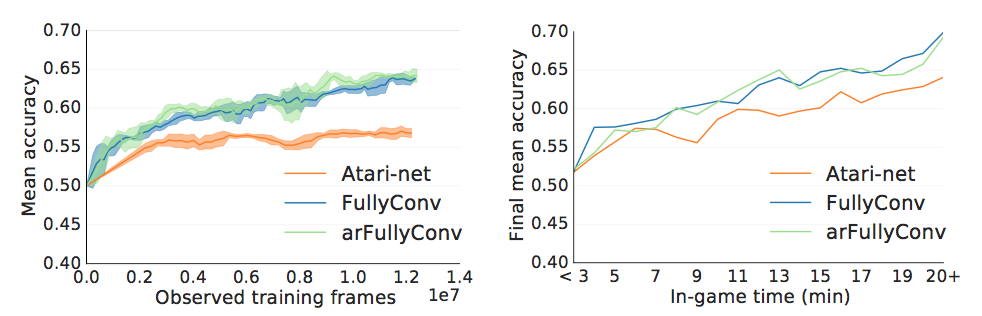 0.70
0.65
0.60
0.55
0.50
0.45
0.40
Mean accuracy
0.0 0.2 0.4 0.6 0.8 1.0 1.2 1.4
Observed training frames
1e7
Atari-net
FullyConv
arFullyConv
0.70
0.65
0.60
0.55
0.50
0.45
0.40
Final mean accuracy
< 3 5 7 9 11 13 15 17 19 20+
In-game time (min)
Atari-net
FullyConv
arFullyConv